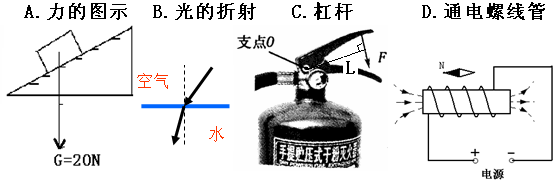 A.力的图示
B.光的折射
C.杠杆
D.通电螺线管
G=20N
空气
水
支点O
L
F
手提贮压式干粉灭火
N
+ -
电源